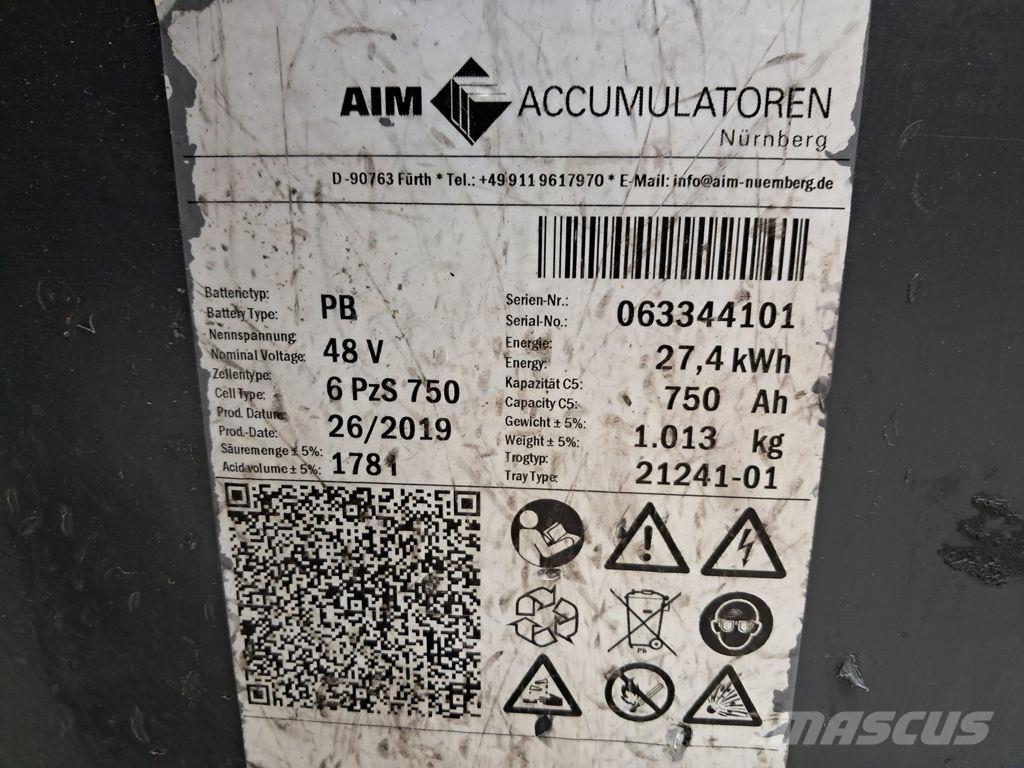 AIM ACCUMULATOREN
Nürnberg
D-90763 Fürth * Tel.: +49 911 9617970 * E-Mail: info@aim-nuernberg.de
Batterietyp:
Battery Type: PB
Nennspannung:
Nominal Voltage: 48 V
Zellentype:
Cell Type: 6 PzS 750
Prod. Datum:
Prod.-Date: 26/2019
Säuremenge ± 5%:
Acid volume ± 5%: 178 l
Serien-Nr.:
Serial-No.: 063344101
Energie:
Energy: 27,4 kWh
Kapazität C5:
Capacity C5: 750 Ah
Gewicht ± 5%:
Weight ± 5%: 1.013 kg
Trogtyp:
Tray Type: 21241-01
Pb
MASCUS